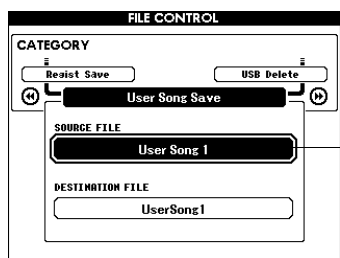 FILE CONTROL
CATEGORY
Regist Save
USB Delete
User Song Save
SOURCE FILE
User Song 1
DESTINATION FILE
UserSong1